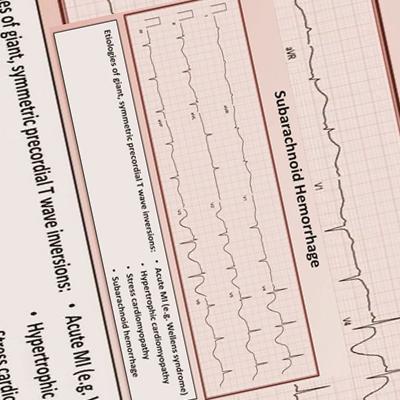 Subarachnoid Hemorrhage
aVR
V1
V4
Etiologies of giant, symmetric precordial T wave inversions:
• Acute MI (e.g. Wellens syndrome)
• Hypertrophic cardiomyopathy
• Stress cardiomyopathy
• Subarachnoid hemorrhage
es of giant, symmetric precordial T wave inversions:
• Acute MI (e.g.
• Hypertrophic
Stress cardio